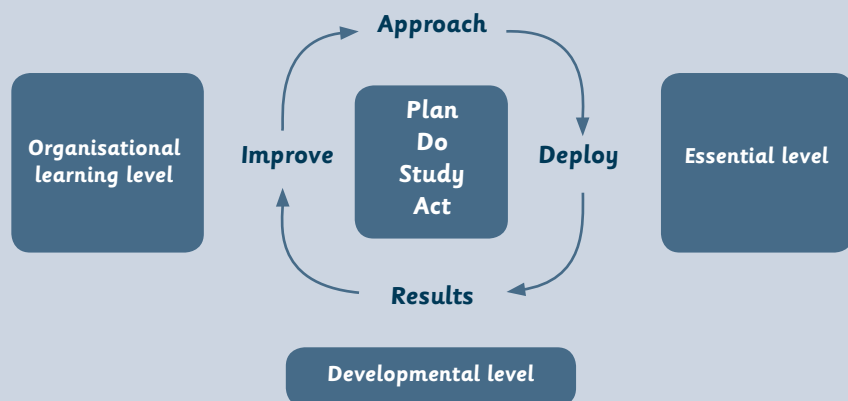 Approach
Plan
Do
Study
Act
Organisational
learning level
Improve
Deploy
Essential level
Results
Developmental level